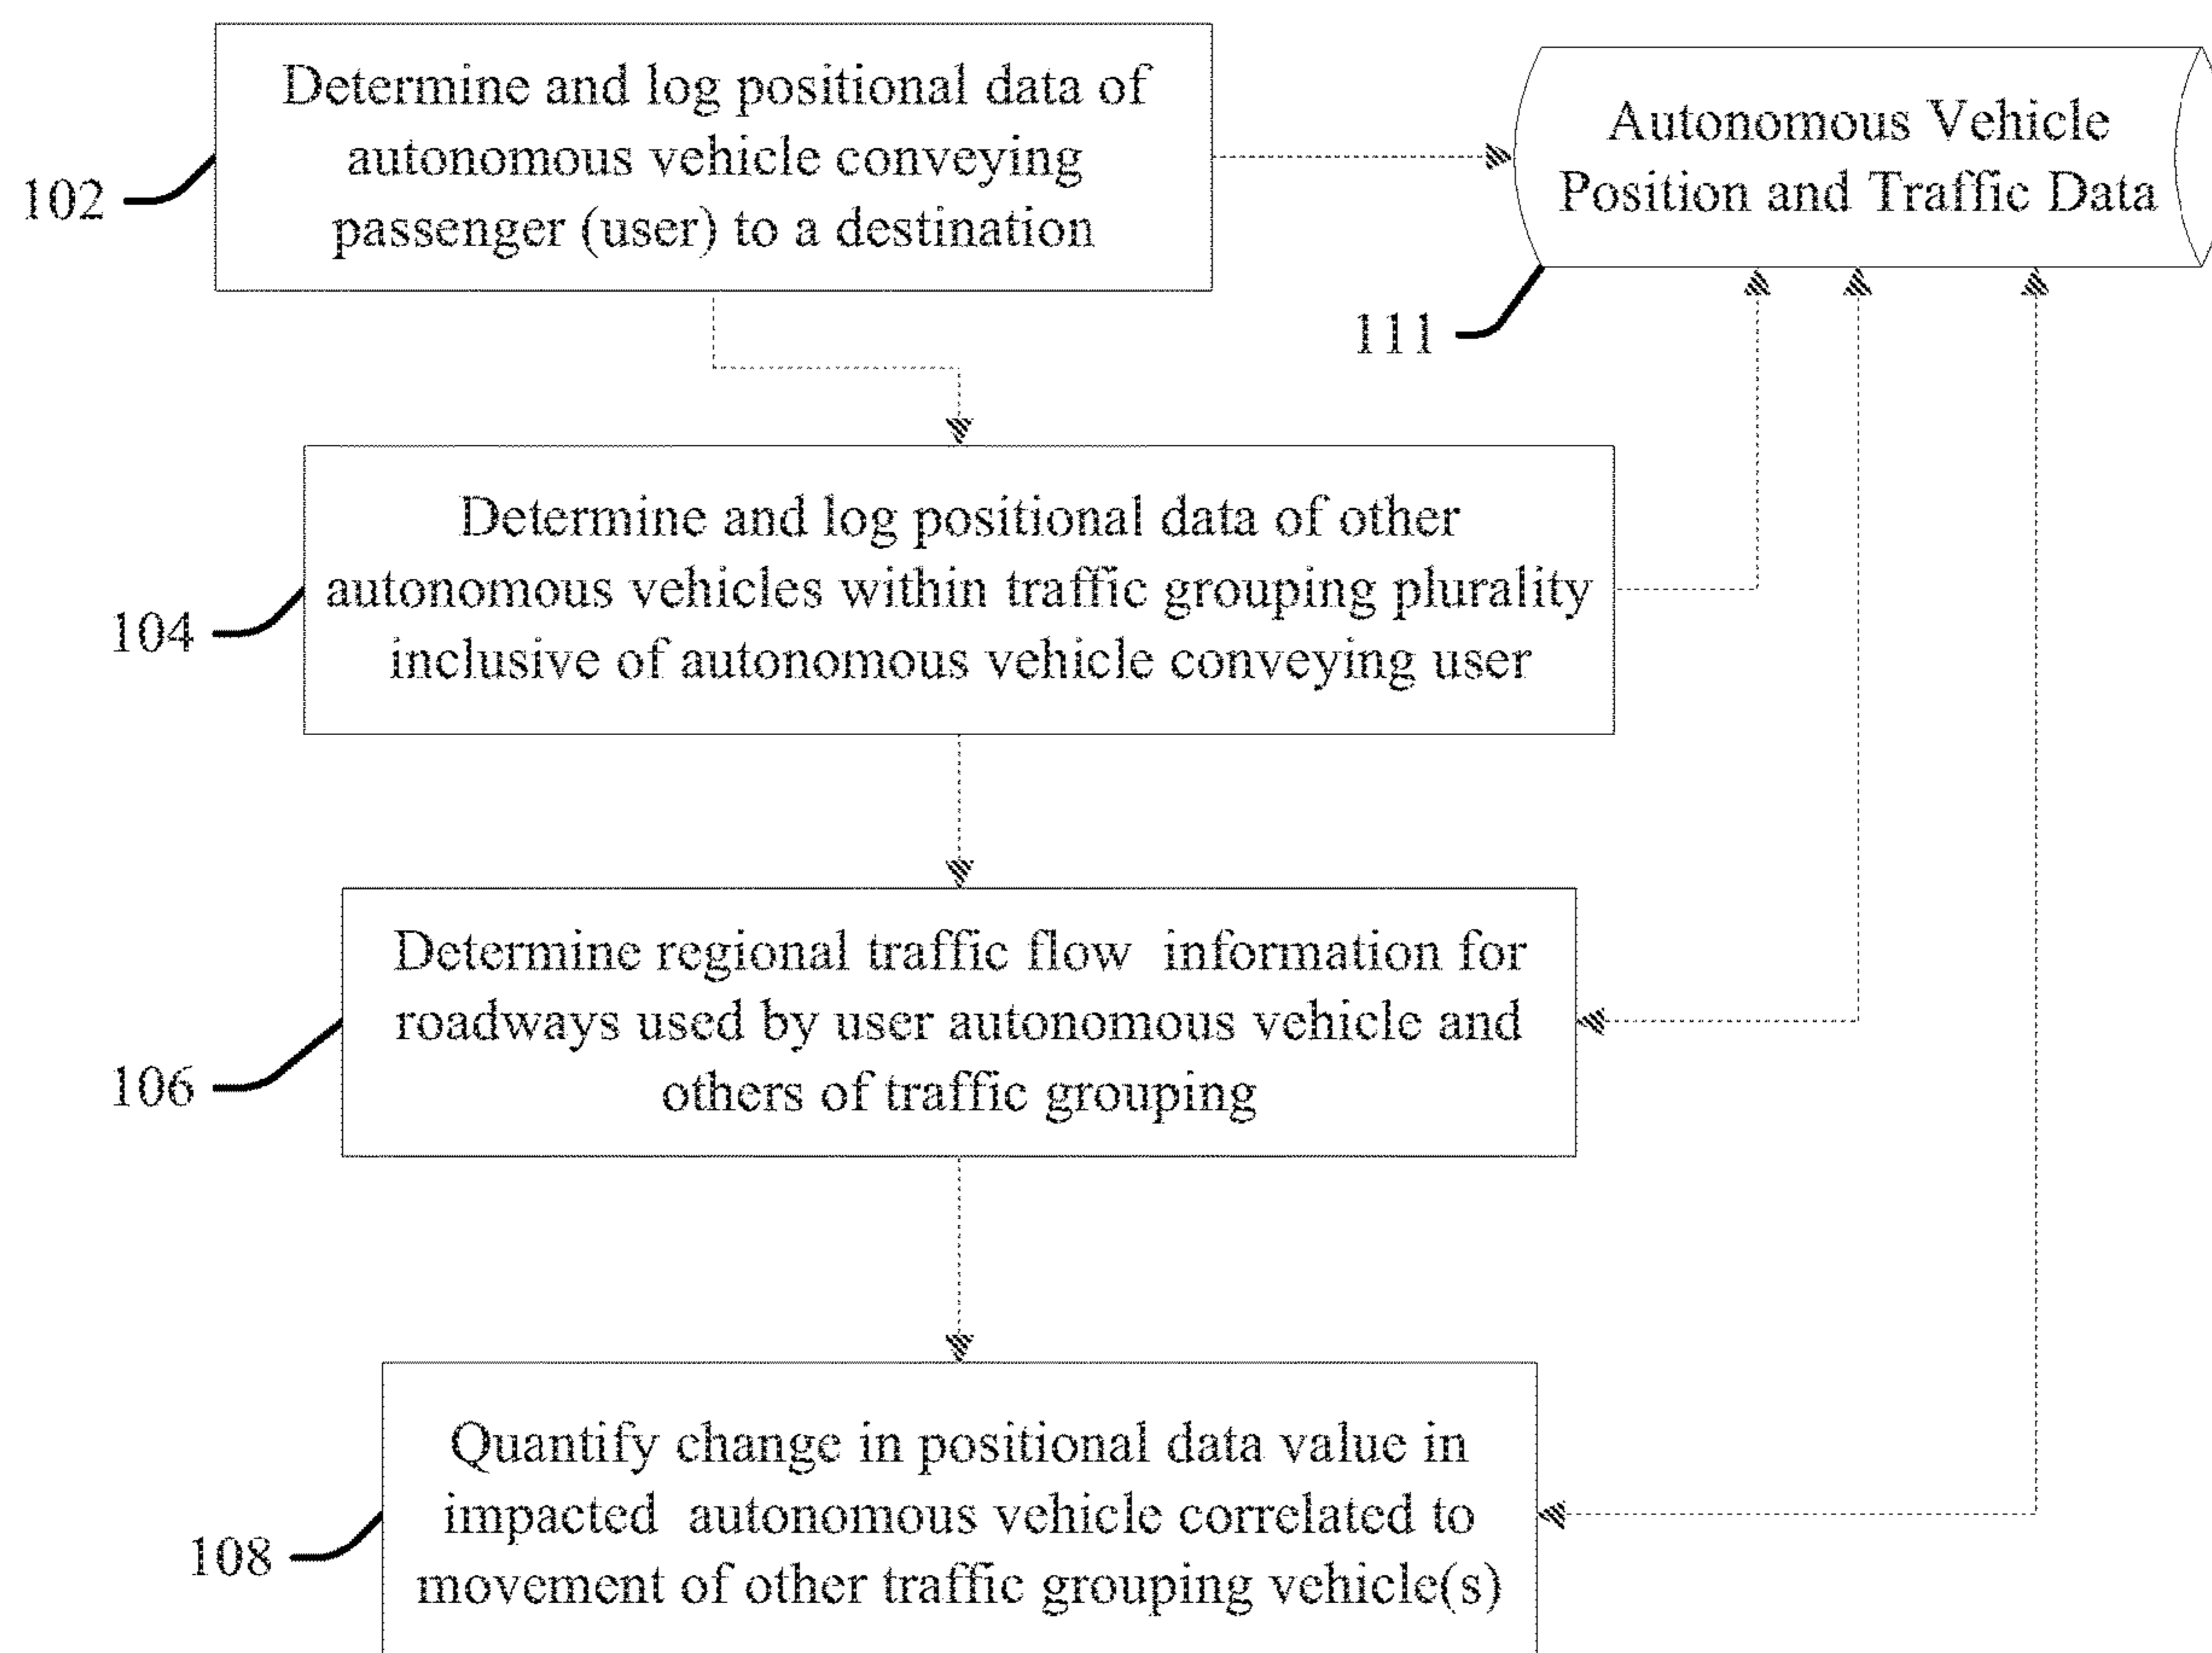 Determine and log positional data of
autonomous vehicle conveying
passenger (user) to a destination
102
Autonomous Vehicle
Position and Traffic Data
111
Determine and log positional data of other
autonomous vehicles within traffic grouping plurality
inclusive of autonomous vehicle conveying user
104
Determine regional traffic flow information for
roadways used by user autonomous vehicle and
others of traffic grouping
106
Quantify change in positional data value in
impacted autonomous vehicle correlated to
movement of other traffic grouping vehicle(s)
108